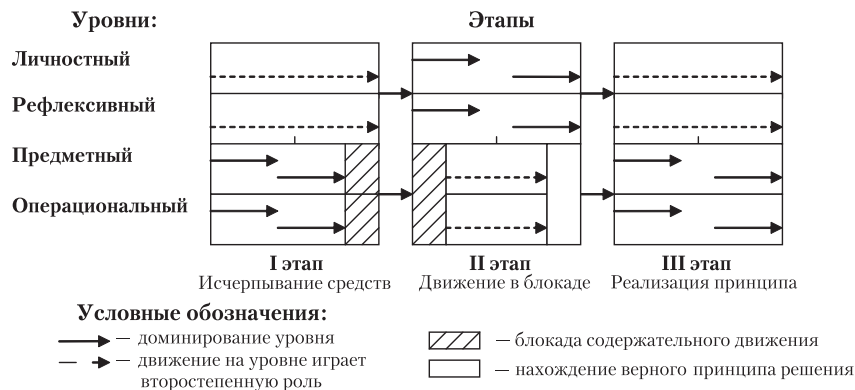 Уровни:
Этапы
Личностный
Рефлексивный
Предметный
Операциональный
I этап
Исчерпывание средств
II этап
Движение в блокаде
III этап
Реализация принципа
Условные обозначения:
— доминирование уровня
— движение на уровне играет
второстепенную роль
— блокада содержательного движения
— нахождение верного принципа решения